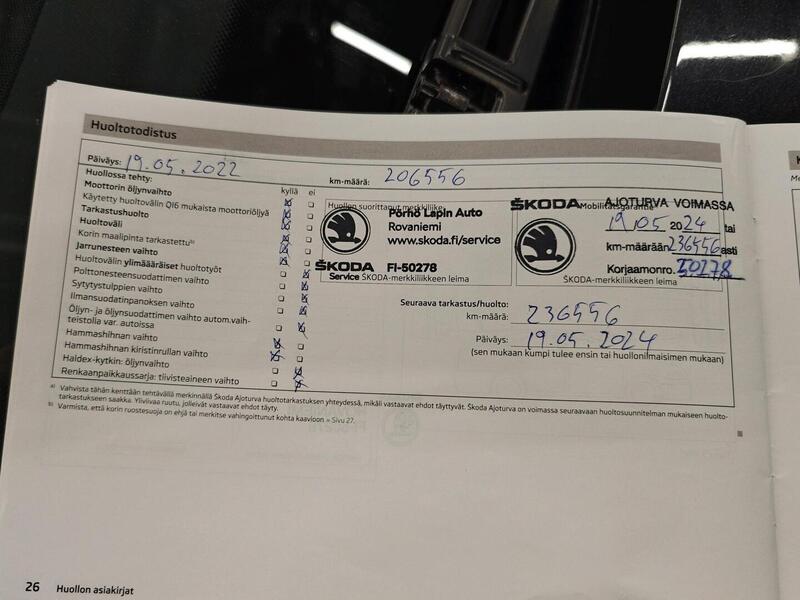 Huoltotodistus
Päiväys: 19.05.2022
km-määrä: 206556
Huollossa tehty: kyllä ei
Moottorin öljynvaihto
Käytetty huoltovälin QI6 mukaista moottoriöljyä
Tarkastushuolto
Huoltoväli
Korin maalipinta tarkastettu b)
Jarrunesteen vaihto
Huoltovälin ylimääräiset huoltotyöt
Polttonesteensuodattimen vaihto
Sytytystulppien vaihto
Ilmansuodatinpanoksen vaihto
Öljyn- ja öljynsuodattimen vaihto autom.vaih-
teistolla var. autoissa
Hammashihnan vaihto
Hammashihnan kiristinrullan vaihto
Haldex-kytkin: öljynvaihto
Renkaanpaikkaussarja: tiivisteaineen vaihto
Huollon suorittanut merkkiliike
Pörhö Lapin Auto
Rovaniemi
www.skoda.fi/service
ŠKODA FI-50278
Service ŠKODA-merkkiliikkeen leima
ŠKODA Mobilitätsgarantie AJOTURVA VOIMASSA
19.05 2024 tai
km-määrään 236556 asti
Korjaamonro. 50278
ŠKODA-merkkiliikkeen leima
Seuraava tarkastus/huolto:
km-määrä: 236556
Päiväys: 19.05.2024
(sen mukaan kumpi tulee ensin tai huollonilmaisimen mukaan)
a) Vahvista tähän kenttään tehtävällä merkinnällä Škoda Ajoturva huoltotarkastuksen yhteydessä, mikäli vastaavat ehdot täyttyvät. Škoda Ajoturva on voimassa seuraavaan huoltosuunnitelman mukaiseen huolto-
tarkastukseen saakka. Yliviivaa ruutu, jolleivät vastaavat ehdot täyty.
b) Varmista, että korin ruostesuoja on ehjä tai merkitse vahingoittunut kohta kaavioon » Sivu 27.
26 Huollon asiakirjat